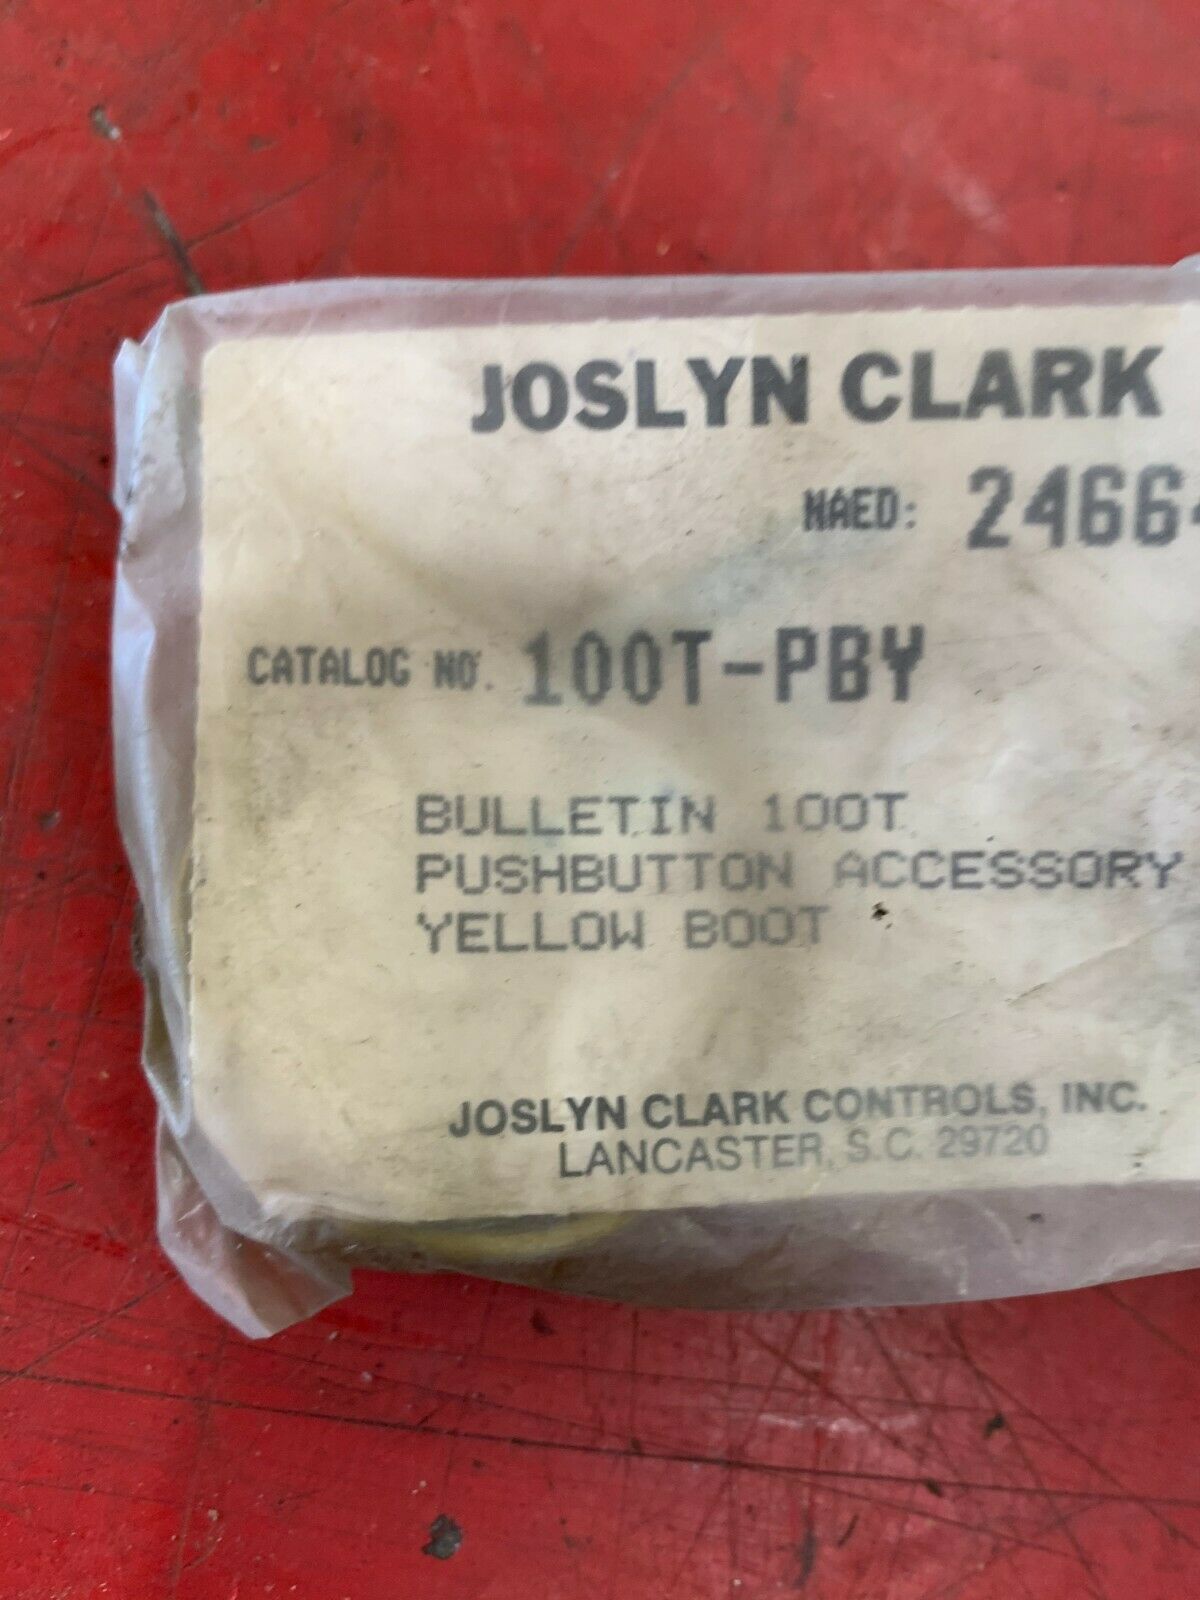 JOSLYN CLARK
NAED: 2466
CATALOG NO. 100T-PBY
BULLETIN 100T
PUSHBUTTON ACCESSORY
YELLOW BOOT
JOSLYN CLARK CONTROLS, INC.
LANCASTER, S.C. 29720